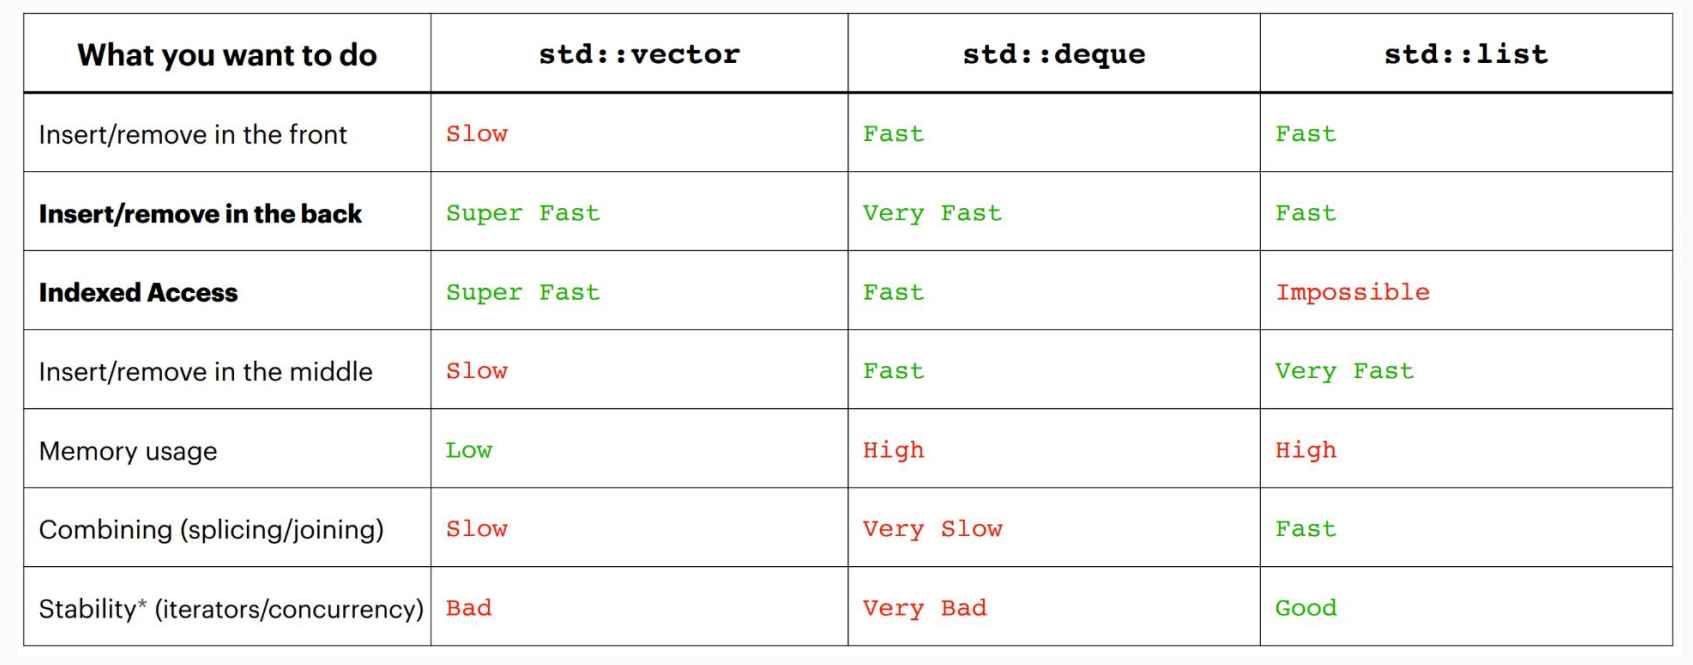 What you want to do std::vector std::deque std::list
Insert/remove in the front Slow Fast Fast
Insert/remove in the back Super Fast Very Fast Fast
Indexed Access Super Fast Fast Impossible
Insert/remove in the middle Slow Fast Very Fast
Memory usage Low High High
Combining (splicing/joining) Slow Very Slow Fast
Stability* (iterators/concurrency) Bad Very Bad Good